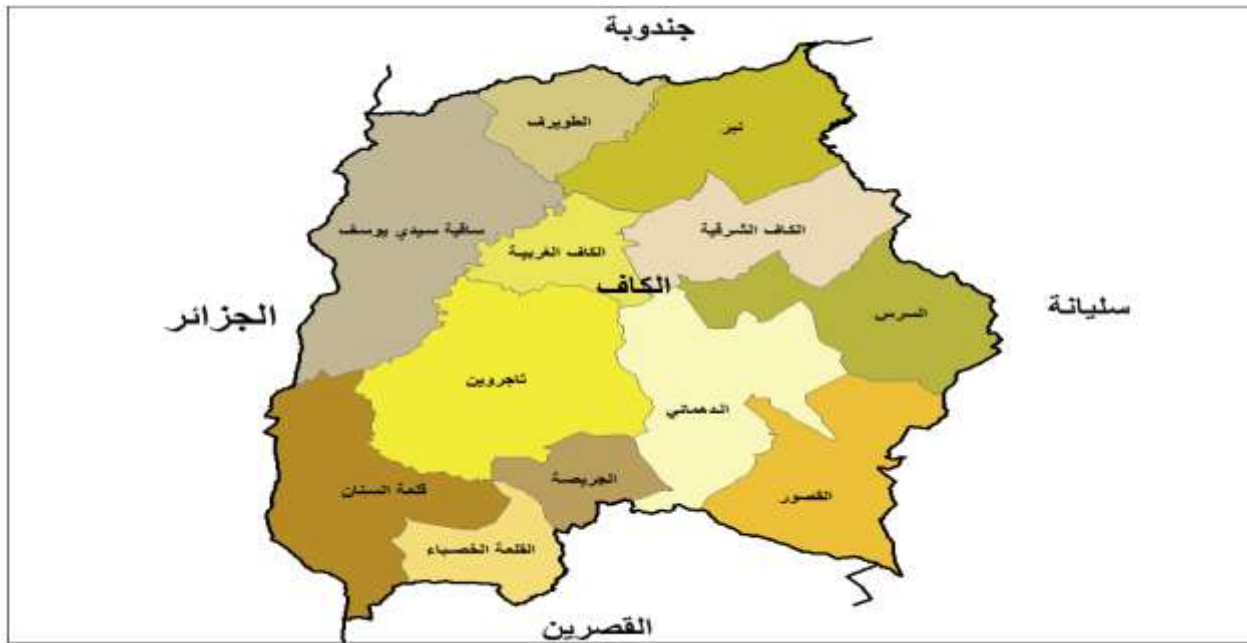 جندوبة
الطويرف
نبر
ساقية سيدي يوسف
الكاف الغربية
الكاف الشرقية
الكاف
الجزائر
السرس
سليانة
تاجروين
الدهماني
الجريصة
قلعة السنان
القصور
القلعة الخصباء
القصرين